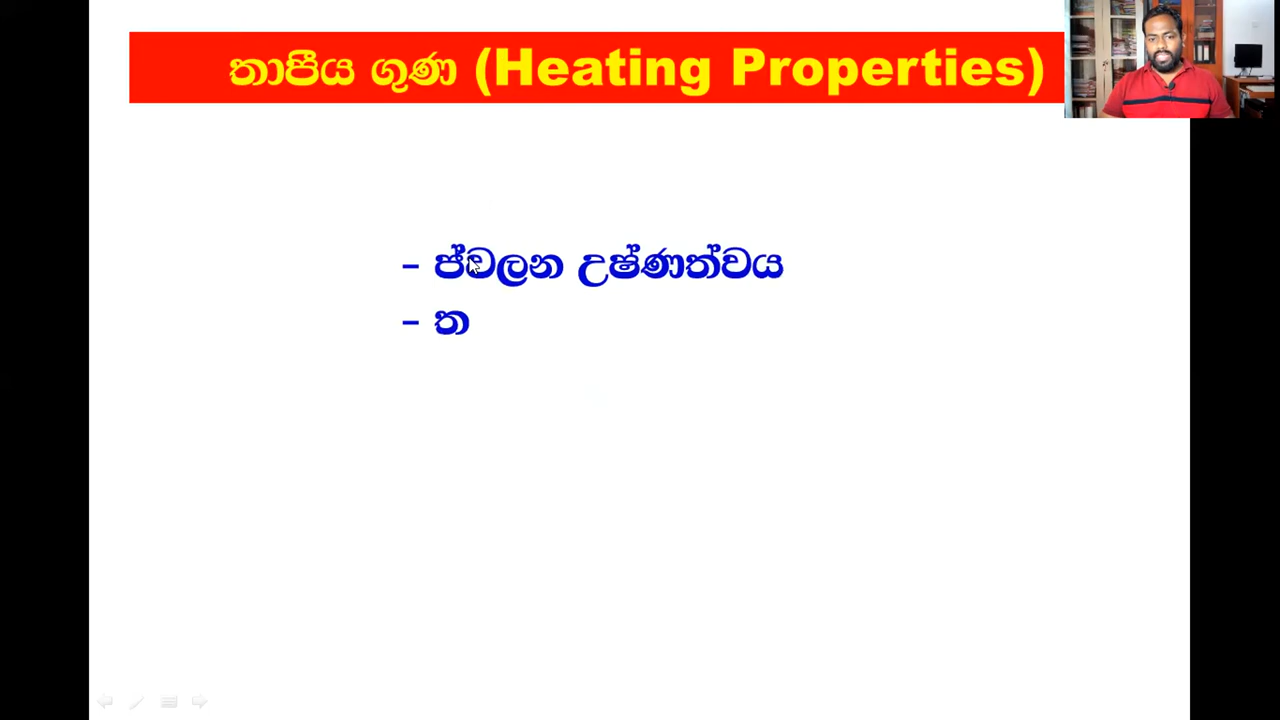 තාපීය ගුණ (Heating Properties)
– ප්වලන උෂ්ණත්වය
– ත